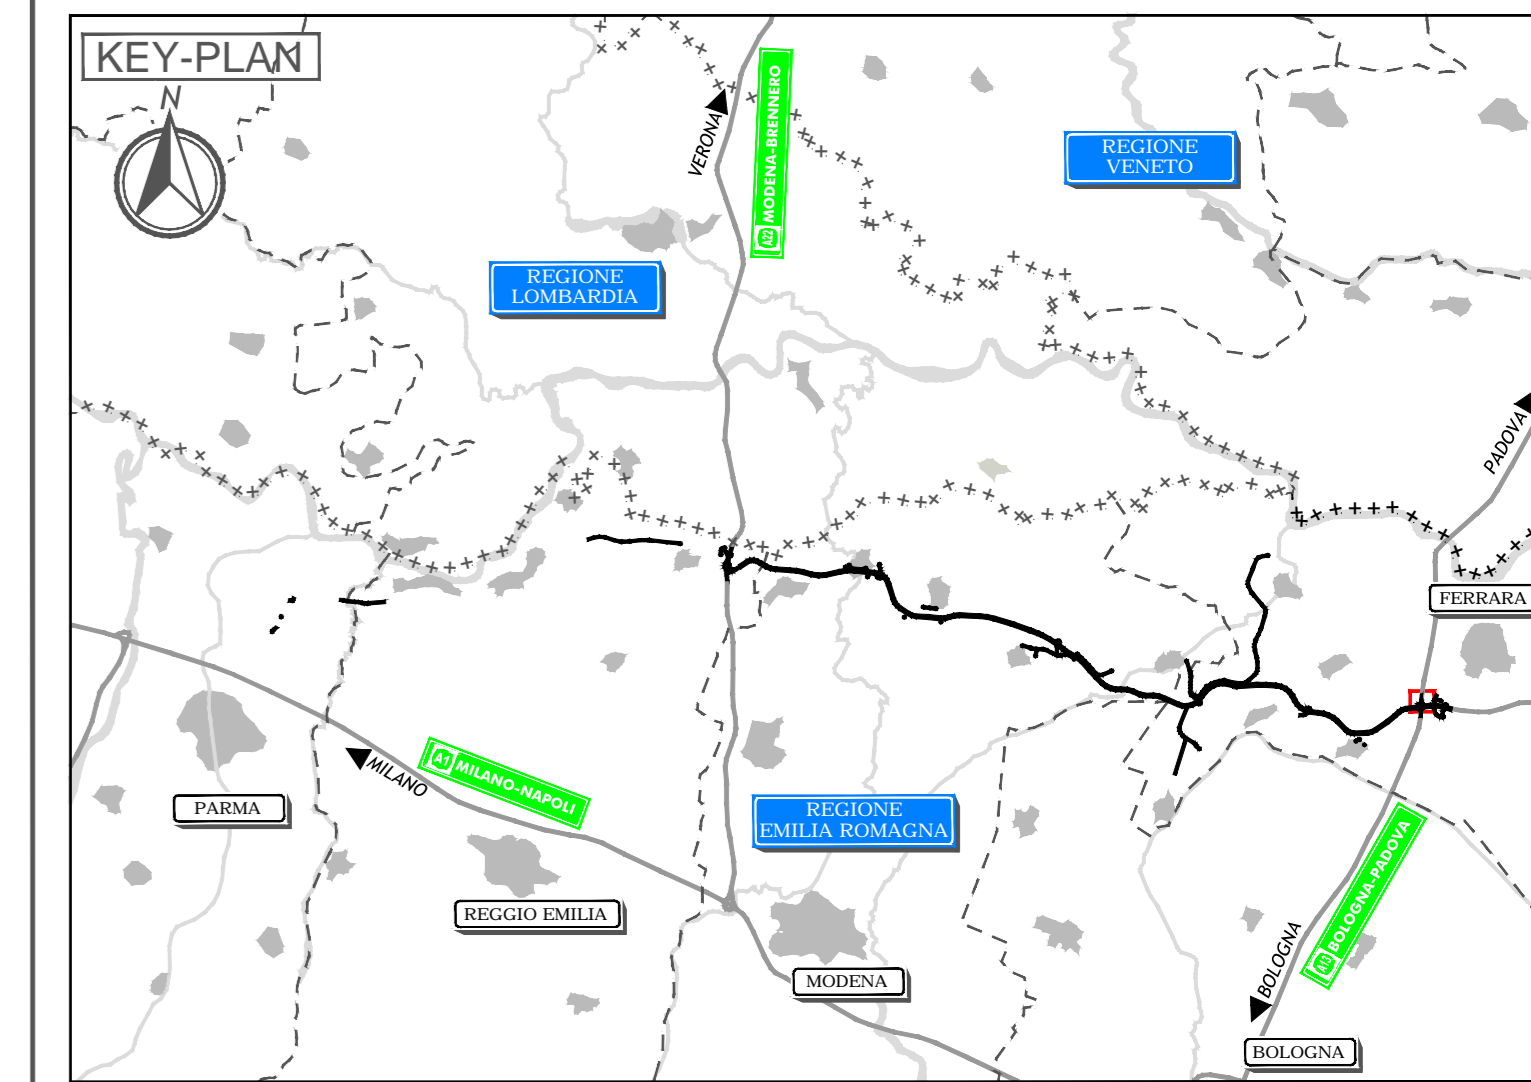 KEY-PLAN
N
VERONA
A22 MODENA-BRENNERO
REGIONE
VENETO
REGIONE
LOMBARDIA
PADOVA
FERRARA
MILANO
A1 MILANO-NAPOLI
PARMA
REGIONE
EMILIA ROMAGNA
REGGIO EMILIA
MODENA
A13 BOLOGNA-PADOVA
BOLOGNA
BOLOGNA